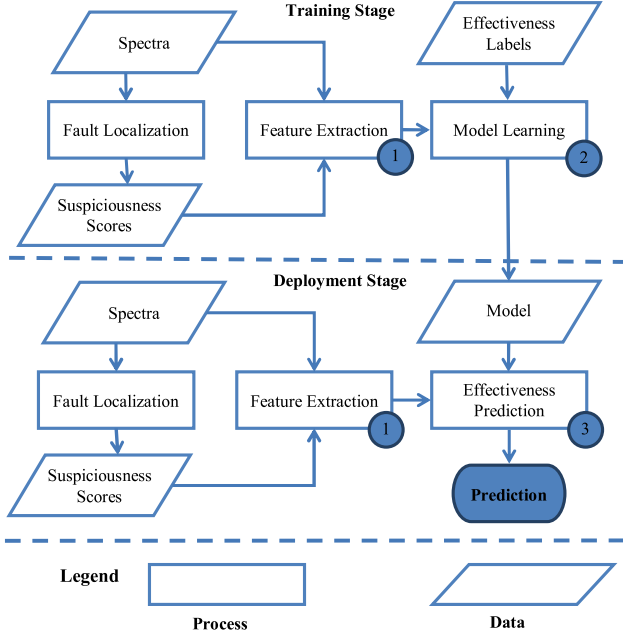 Training Stage
Spectra
Effectiveness
Labels
Fault Localization
Feature Extraction
1
Model Learning
2
Suspiciousness
Scores
Deployment Stage
Spectra
Model
Fault Localization
Feature Extraction
1
Effectiveness
Prediction
3
Suspiciousness
Scores
Prediction
Legend
Process
Data